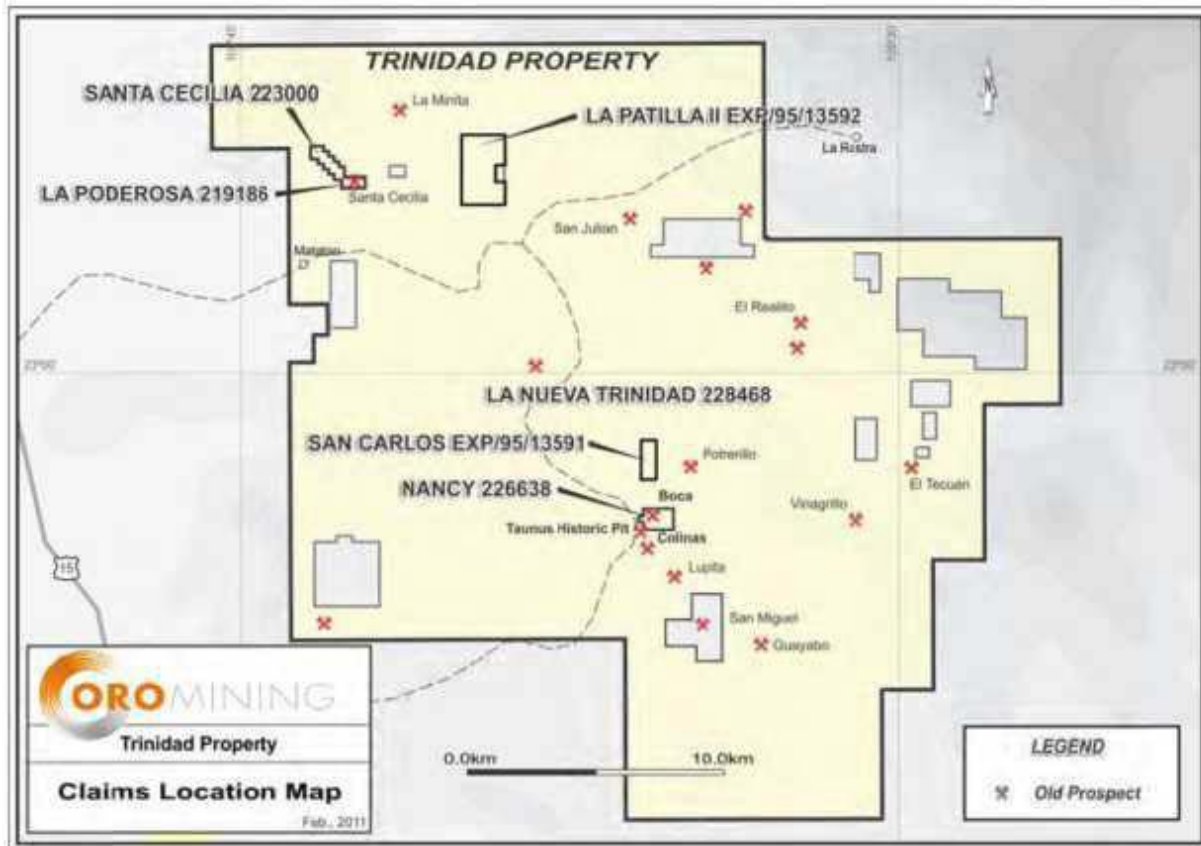 TRINIDAD PROPERTY
SANTA CECILIA 223000
La Minita
LA PATILLA II EXP/95/13592
La Rastra
LA PODEROSA 219186
Santa Cecilia
San Julian
Matatan
El Realito
LA NUEVA TRINIDAD 228468
SAN CARLOS EXP/95/13591
Potrerillo
El Tecuan
NANCY 226638
Boca
Vinagrillo
Taunus Historic Pit
Colinas
15
Lupita
San Miguel
Guayabo
OROMINING
Trinidad Property
Claims Location Map
Feb., 2011
0.0km
10.0km
LEGEND
Old Prospect